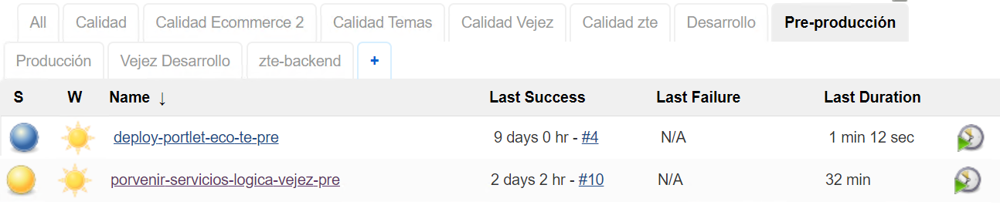 All Calidad Calidad Ecommerce 2 Calidad Temas Calidad Vejez Calidad zte Desarrollo Pre-producción
Producción Vejez Desarrollo zte-backend +
S W Name ↓ Last Success Last Failure Last Duration
deploy-portlet-eco-te-pre 9 days 0 hr - #4 N/A 1 min 12 sec
porvenir-servicios-logica-vejez-pre 2 days 2 hr - #10 N/A 32 min